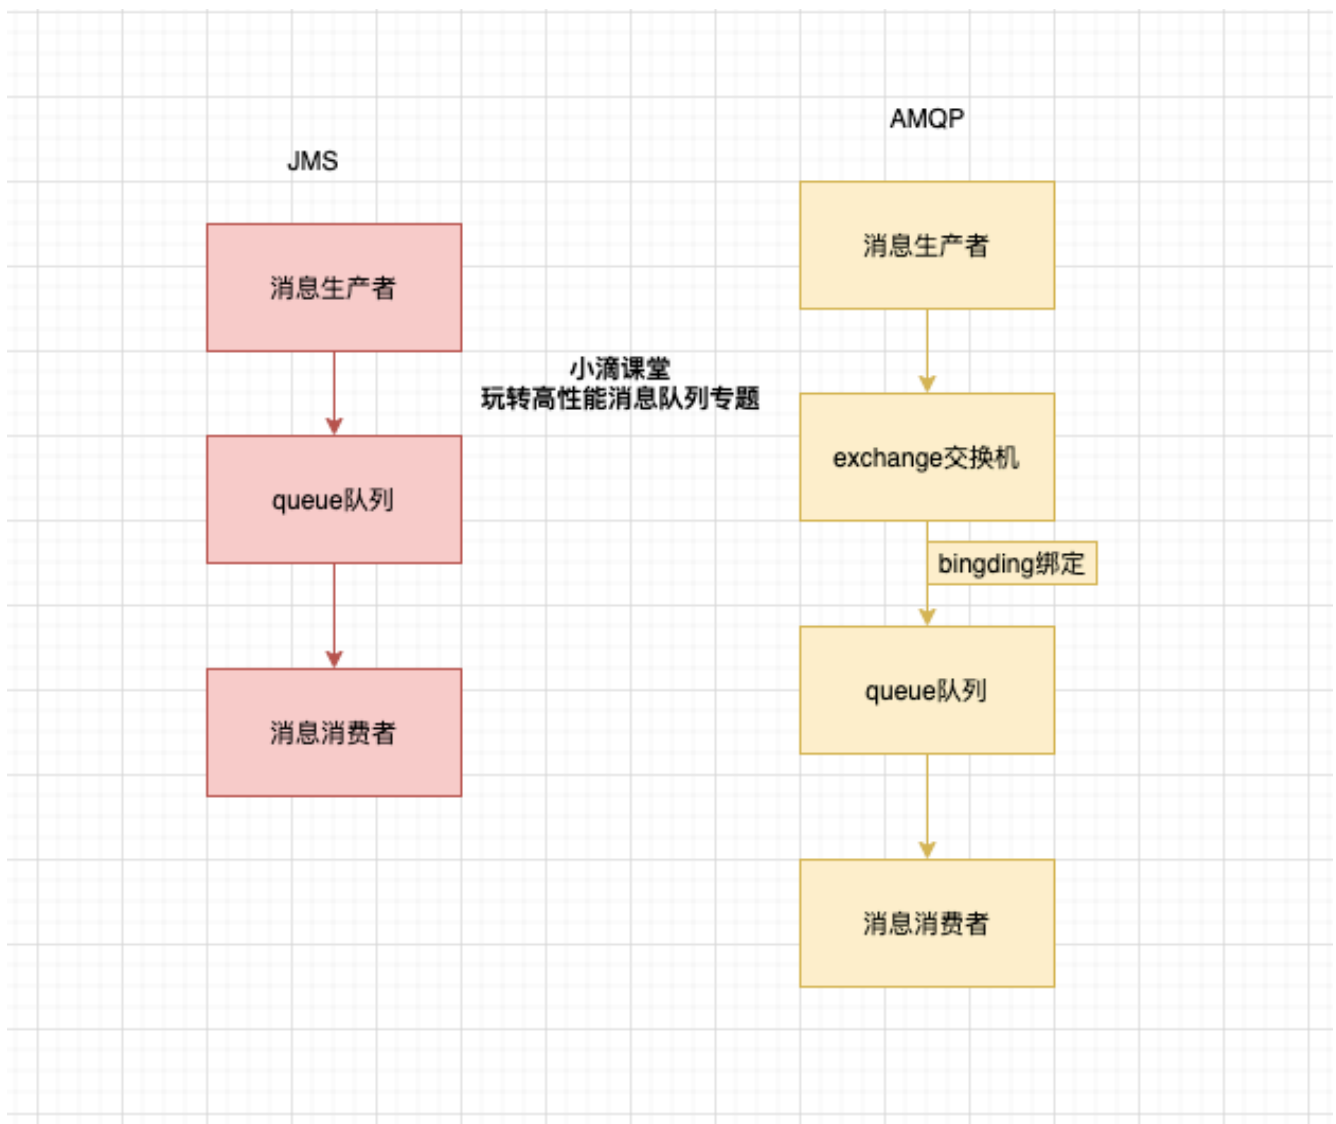 JMS
消息生产者
queue队列
消息消费者
小滴课堂
玩转高性能消息队列专题
AMQP
消息生产者
exchange交换机
bingding绑定
queue队列
消息消费者